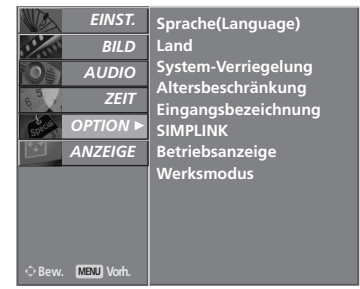 EINST.
BILD
AUDIO
ZEIT
OPTION ►
ANZEIGE
Sprache(Language)
Land
System-Verriegelung
Altersbeschränkung
Eingangsbezeichnung
SIMPLINK
Betriebsanzeige
Werksmodus
Special
Bew. MENU Vorh.